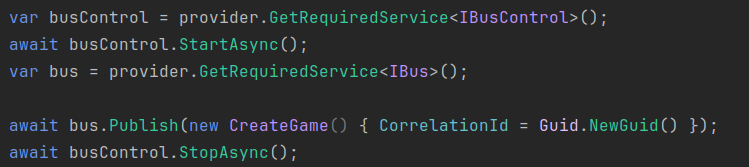 var busControl = provider.GetRequiredService<IBusControl>();
await busControl.StartAsync();
var bus = provider.GetRequiredService<IBus>();
await bus.Publish(new CreateGame() { CorrelationId = Guid.NewGuid() });
await busControl.StopAsync();